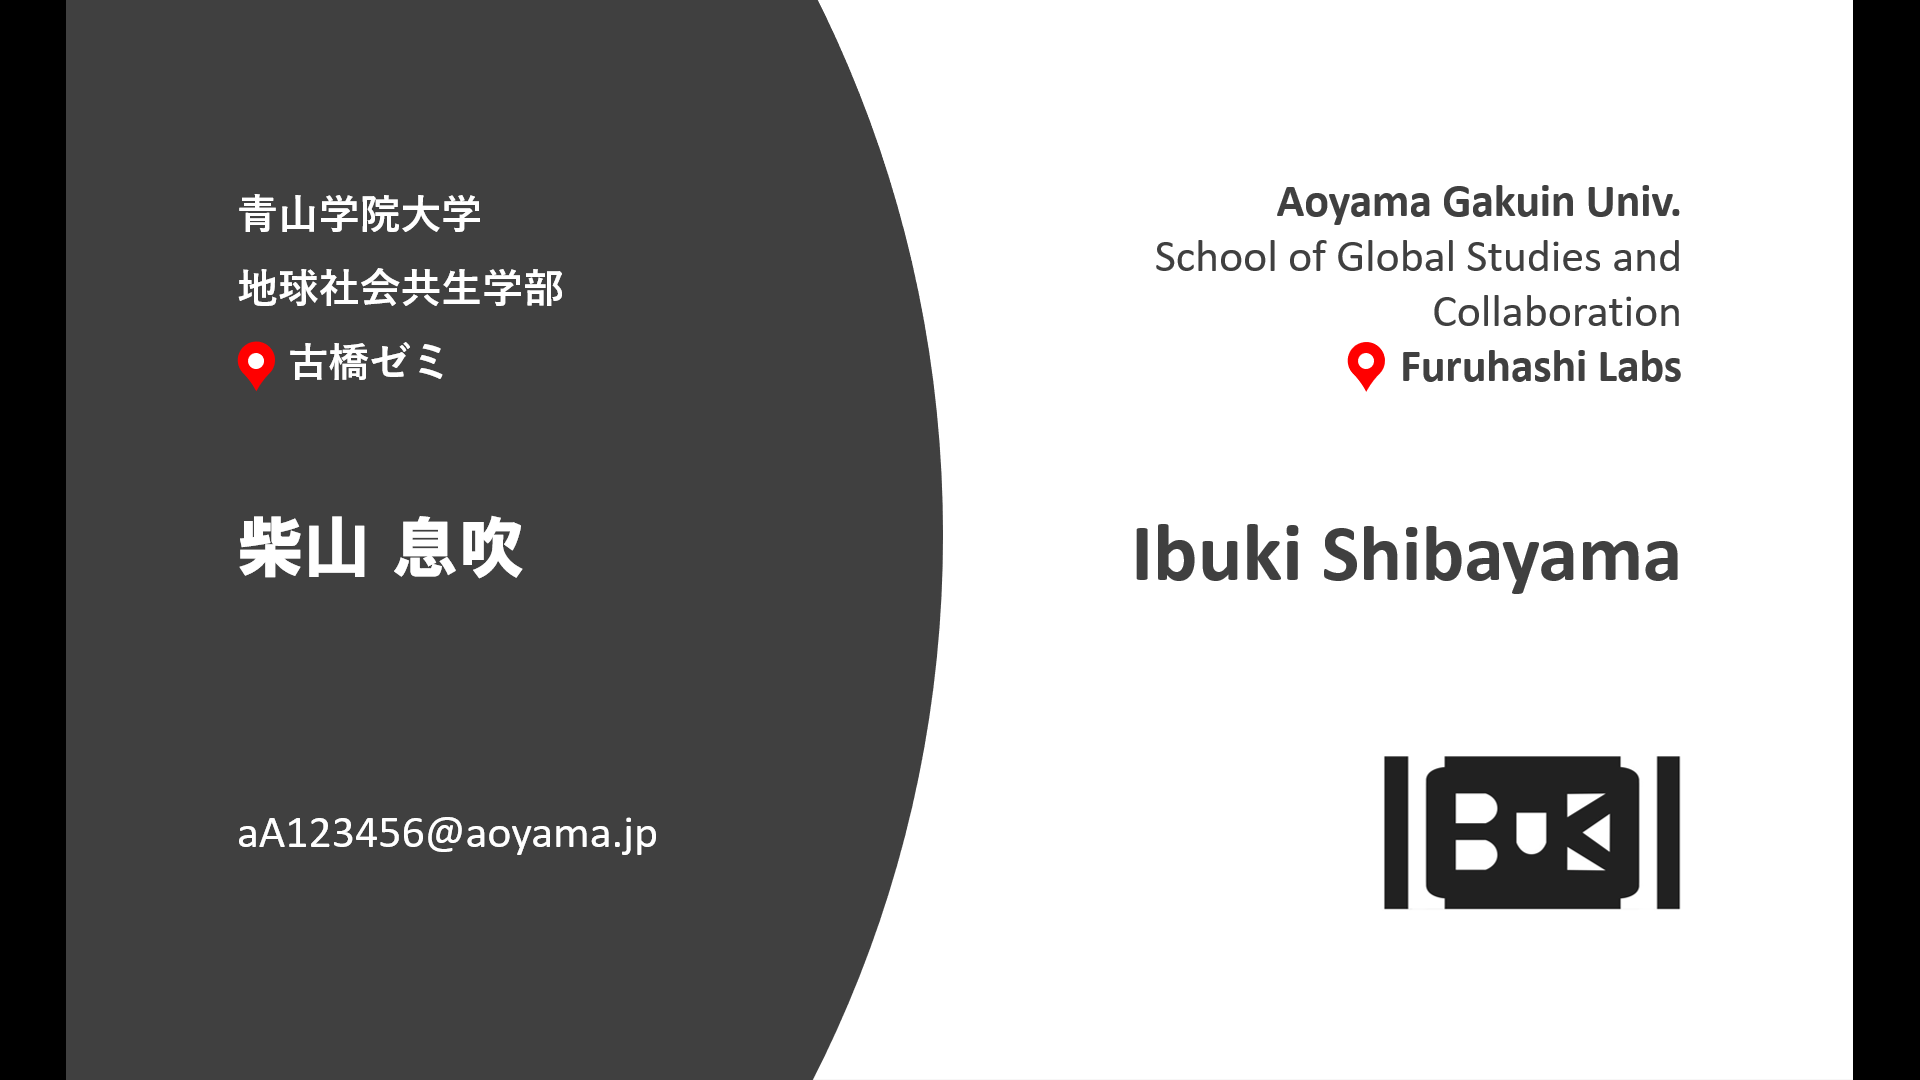 青山学院大学
地球社会共生学部
古橋ゼミ
柴山 息吹
aA123456@aoyama.jp
Aoyama Gakuin Univ.
School of Global Studies and
Collaboration
Furuhashi Labs
Ibuki Shibayama
IBUKI